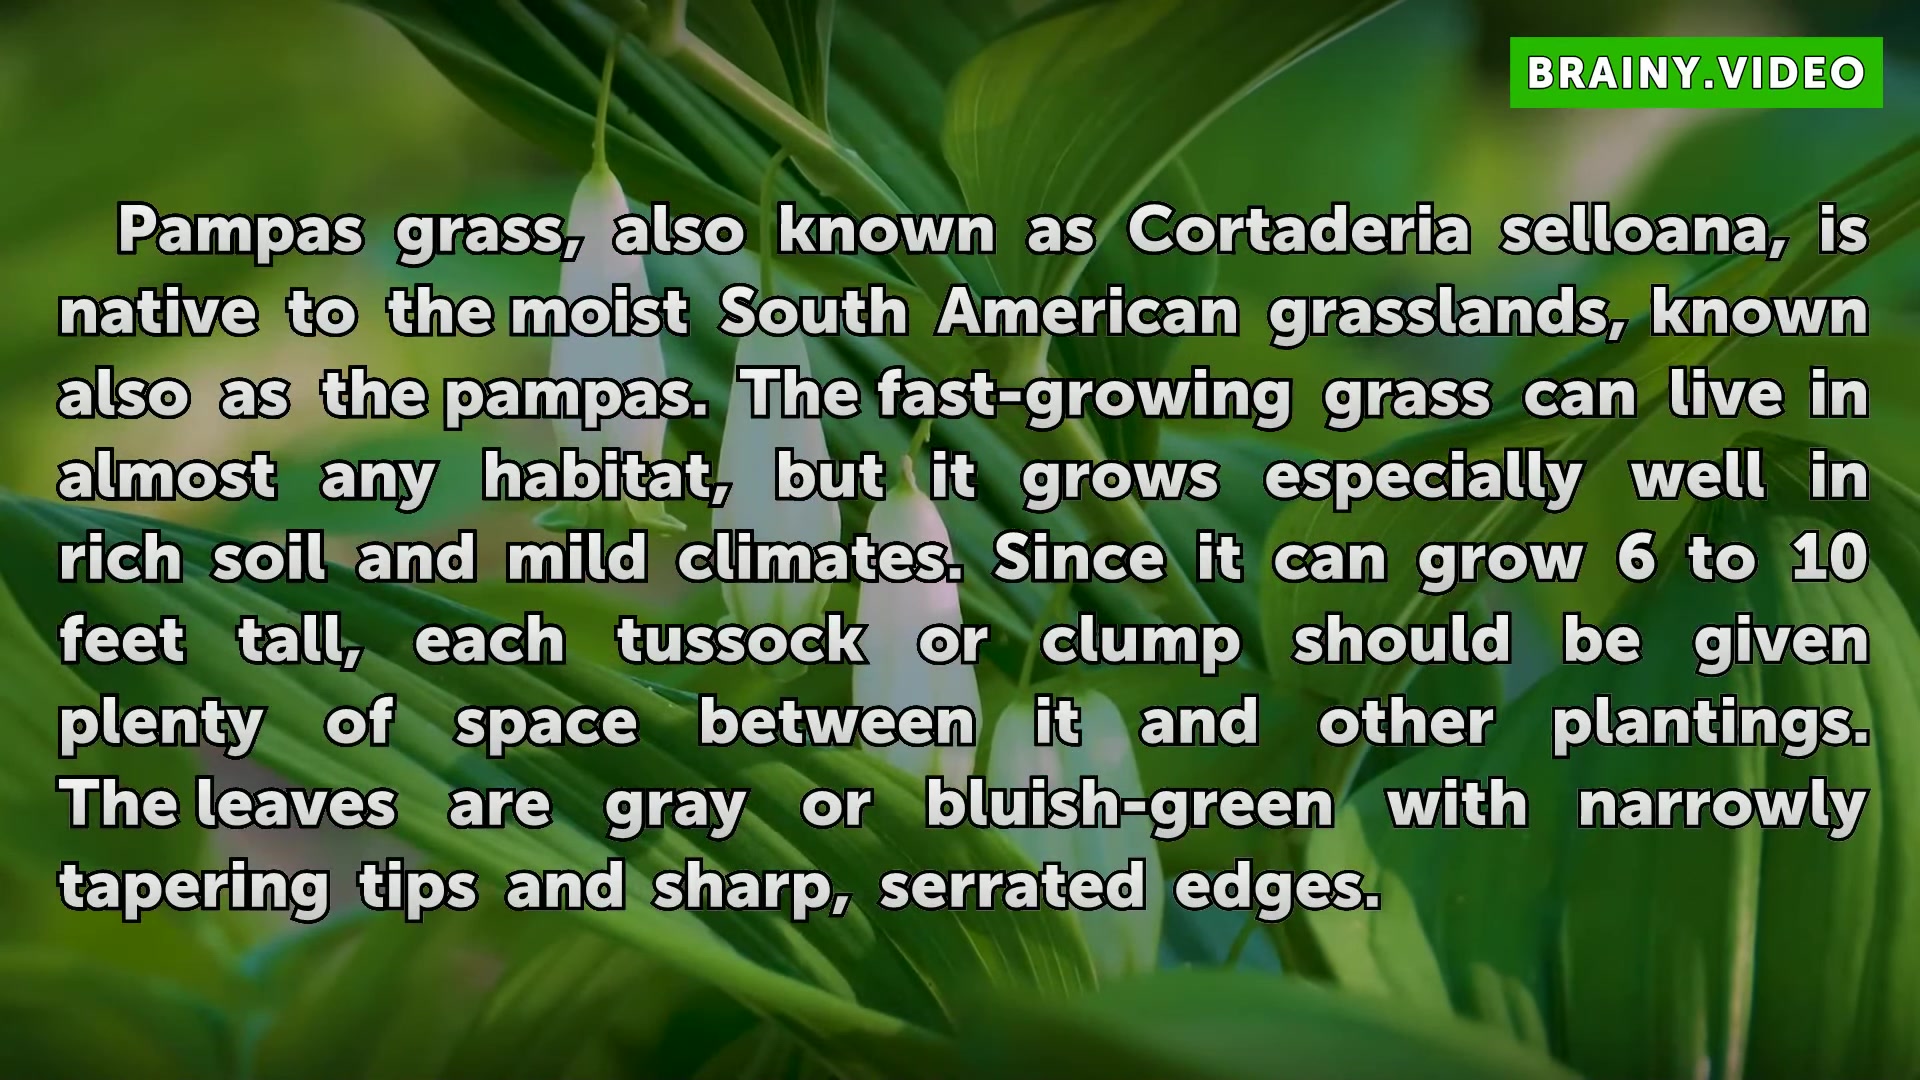 BRAINY.VIDEO
Pampas grass, also known as Cortaderia selloana, is
native to the moist South American grasslands, known
also as the pampas. The fast-growing grass can live in
almost any habitat, but it grows especially well in
rich soil and mild climates. Since it can grow 6 to 10
feet tall, each tussock or clump should be given
plenty of space between it and other plantings.
The leaves are gray or bluish-green with narrowly
tapering tips and sharp, serrated edges.